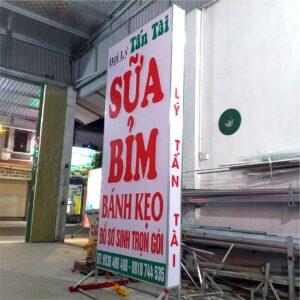 Đại Lý Tấn Tài
SỮA
BỈM
BÁNH KẸO
ĐỒ SƠ SINH TRỌN GÓI
LÝ TẤN TÀI